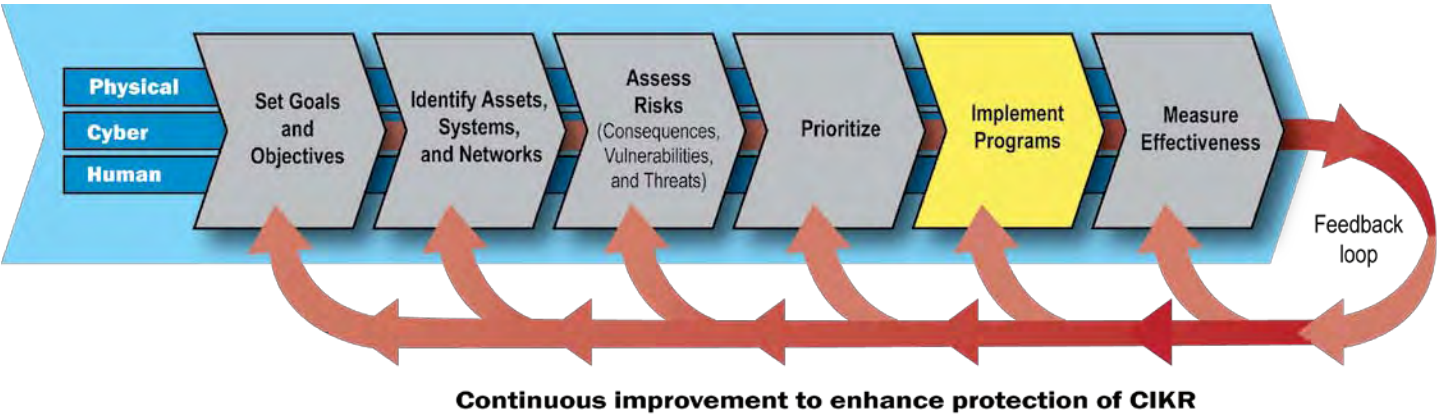 Physical
Cyber
Human
Set Goals
and
Objectives
Identify Assets,
Systems,
and Networks
Assess
Risks
(Consequences,
Vulnerabilities,
and Threats)
Prioritize
Implement
Programs
Measure
Effectiveness
Feedback
loop
Continuous improvement to enhance protection of CIKR